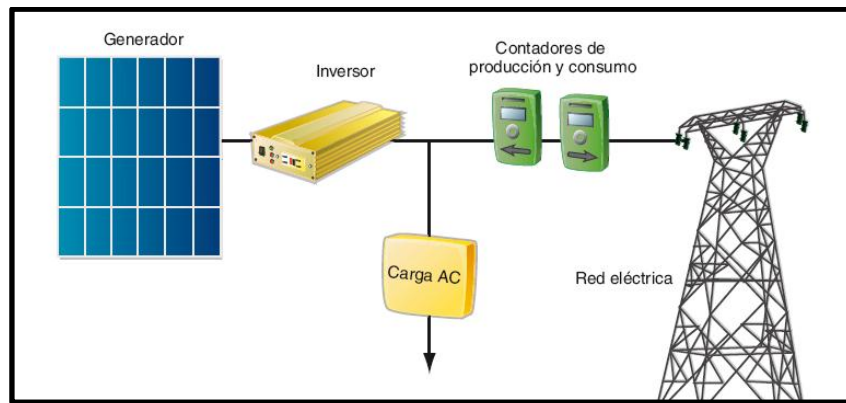 Generador
Inversor
Contadores de
producción y consumo
Carga AC
Red eléctrica